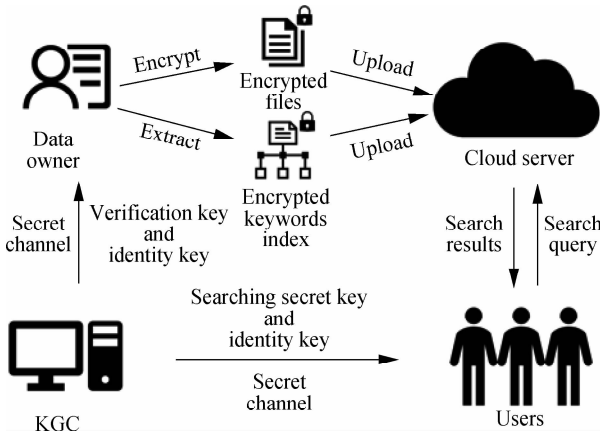 Encrypt
Encrypted
files
Upload
Data
owner
Extract
Encrypted
keywords
index
Upload
Cloud server
Secret
channel
Verification key
and
identity key
Search
results
Search
query
Searching secret key
and
identity key
Secret
channel
KGC
Users